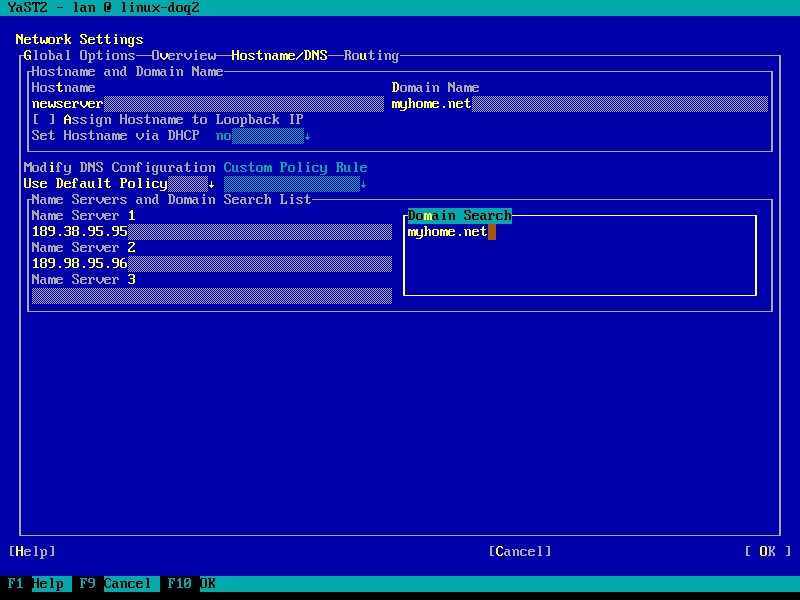 YaST2 - lan @ linux-doq2
Network Settings
Global Options Overview Hostname/DNS Routing
Hostname and Domain Name
Hostname Domain Name
newserver myhome.net
[ ] Assign Hostname to Loopback IP
Set Hostname via DHCP no↓
Modify DNS Configuration Custom Policy Rule
Use Default Policy ↓ ↓
Name Servers and Domain Search List
Name Server 1 Domain Search
189.38.95.95 myhome.net
Name Server 2
189.98.95.96
Name Server 3
[Help] [Cancel] [ OK ]
F1 Help F9 Cancel F10 OK